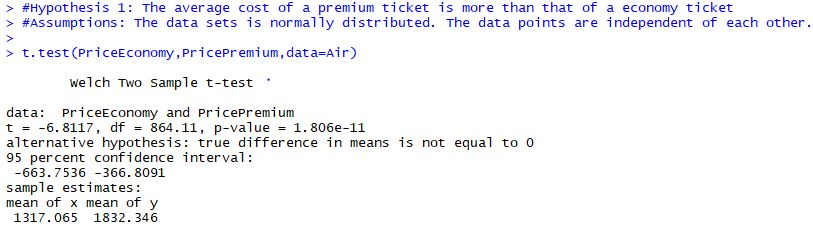 > #Hypothesis 1: The average cost of a premium ticket is more than that of a economy ticket
> #Assumptions: The data sets is normally distributed. The data points are independent of each other.
>
> t.test(PriceEconomy,PricePremium,data=Air)
Welch Two Sample t-test
data: PriceEconomy and PricePremium
t = -6.8117, df = 864.11, p-value = 1.806e-11
alternative hypothesis: true difference in means is not equal to 0
95 percent confidence interval:
-663.7536 -366.8091
sample estimates:
mean of x mean of y
1317.065 1832.346